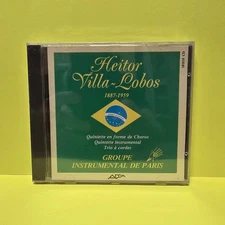 Heitor
Villa-Lobos
1887-1959
Quintette en forme de Choros
Quintette instrumental
Trio à cordes
GROUPE
INSTRUMENTAL DE PARIS